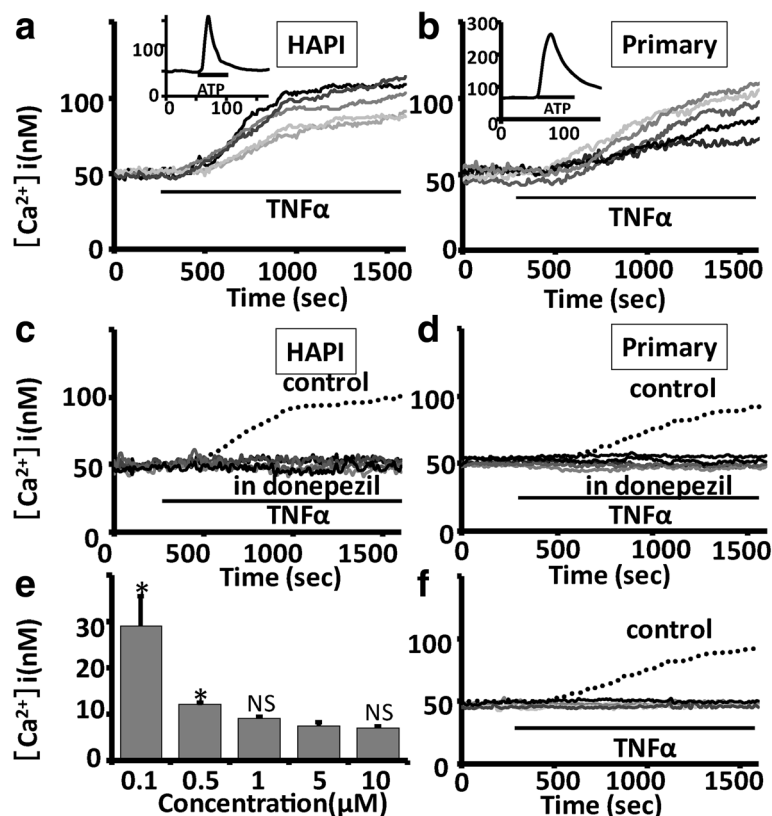 a
HAPI
[Ca²⁺] i(nM)
100
50
0
0 500 1000 1500
Time (sec)
TNFα
100
0
0 100
ATP
b
Primary
100
50
0
0 500 1000 1500
Time (sec)
TNFα
300
200
100
0
0 100
ATP
c
HAPI
[Ca²⁺] i(nM)
control
100
50
0
in donepezil
TNFα
0 500 1000 1500
Time (sec)
d
Primary
control
100
50
0
in donepezil
TNFα
0 500 1000 1500
Time (sec)
e
[Ca²⁺] i(nM)
30
20
10
0
* * NS NS
0.1 0.5 1 5 10
Concentration(μM)
f
control
100
50
0
TNFα
0 500 1000 1500
Time (sec)